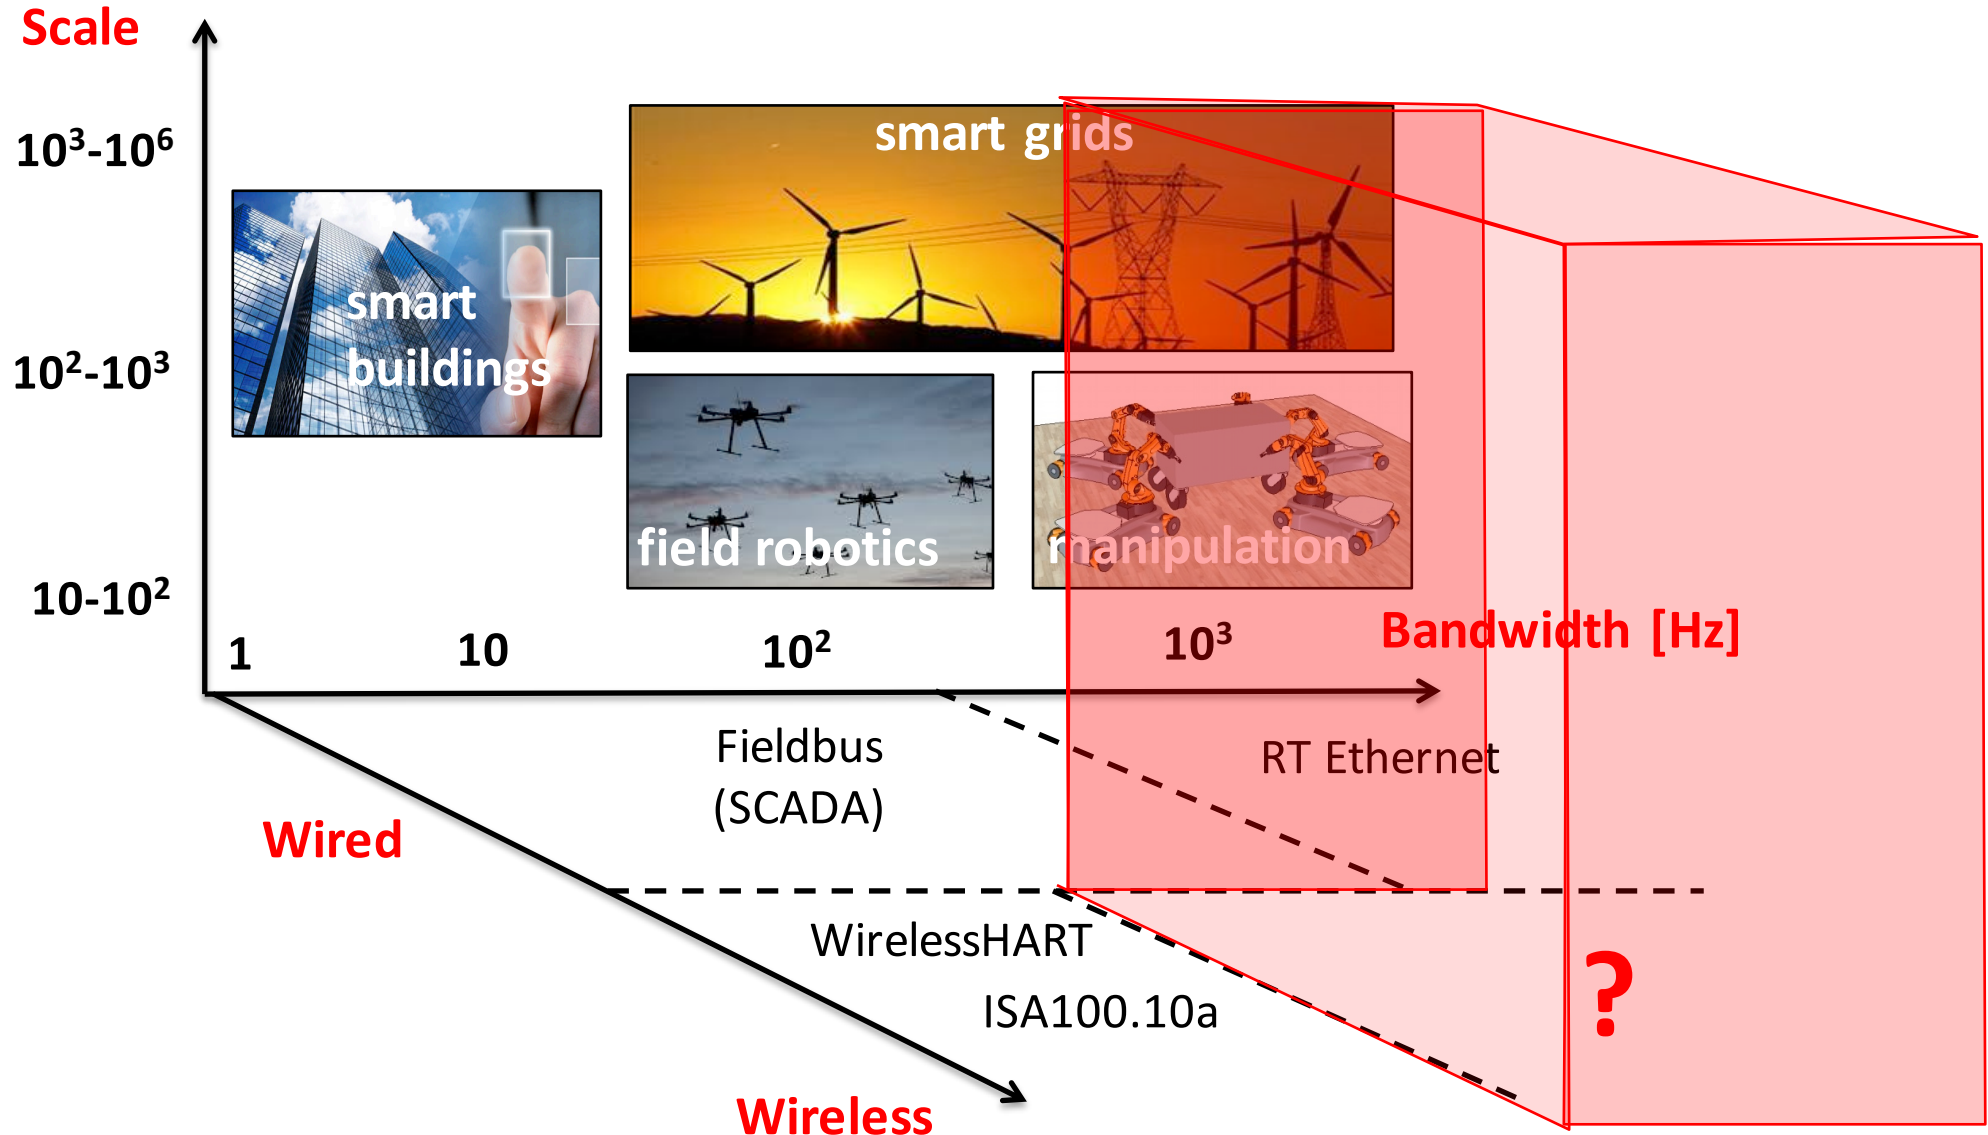 Scale
10³-10⁶
smart grids
smart
buildings
10²-10³
field robotics
manipulation
10-10²
1
10
10²
10³
Bandwidth [Hz]
Fieldbus
(SCADA)
RT Ethernet
Wired
WirelessHART
ISA100.10a
?
Wireless